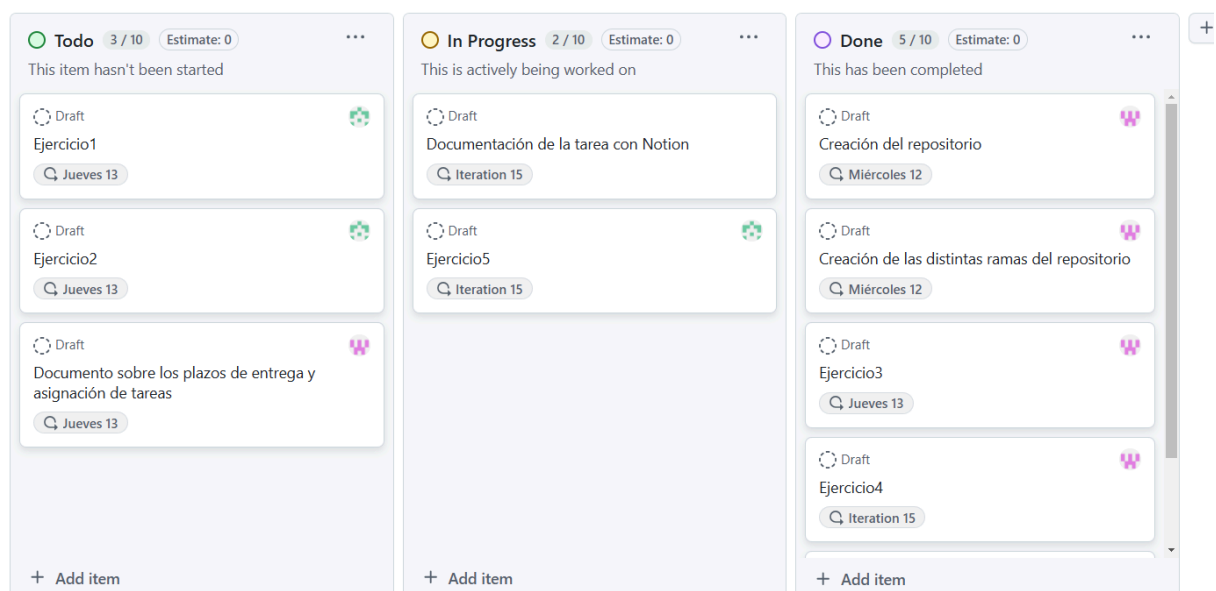 Todo 3 / 10 Estimate: 0
This item hasn't been started
Draft
Ejercicio1
Jueves 13
Draft
Ejercicio2
Jueves 13
Draft
Documento sobre los plazos de entrega y
asignación de tareas
Jueves 13
+ Add item
In Progress 2 / 10 Estimate: 0
This is actively being worked on
Draft
Documentación de la tarea con Notion
Iteration 15
Draft
Ejercicio5
Iteration 15
+ Add item
Done 5 / 10 Estimate: 0
This has been completed
Draft
Creación del repositorio
Miércoles 12
Draft
Creación de las distintas ramas del repositorio
Miércoles 12
Draft
Ejercicio3
Jueves 13
Draft
Ejercicio4
Iteration 15
+ Add item